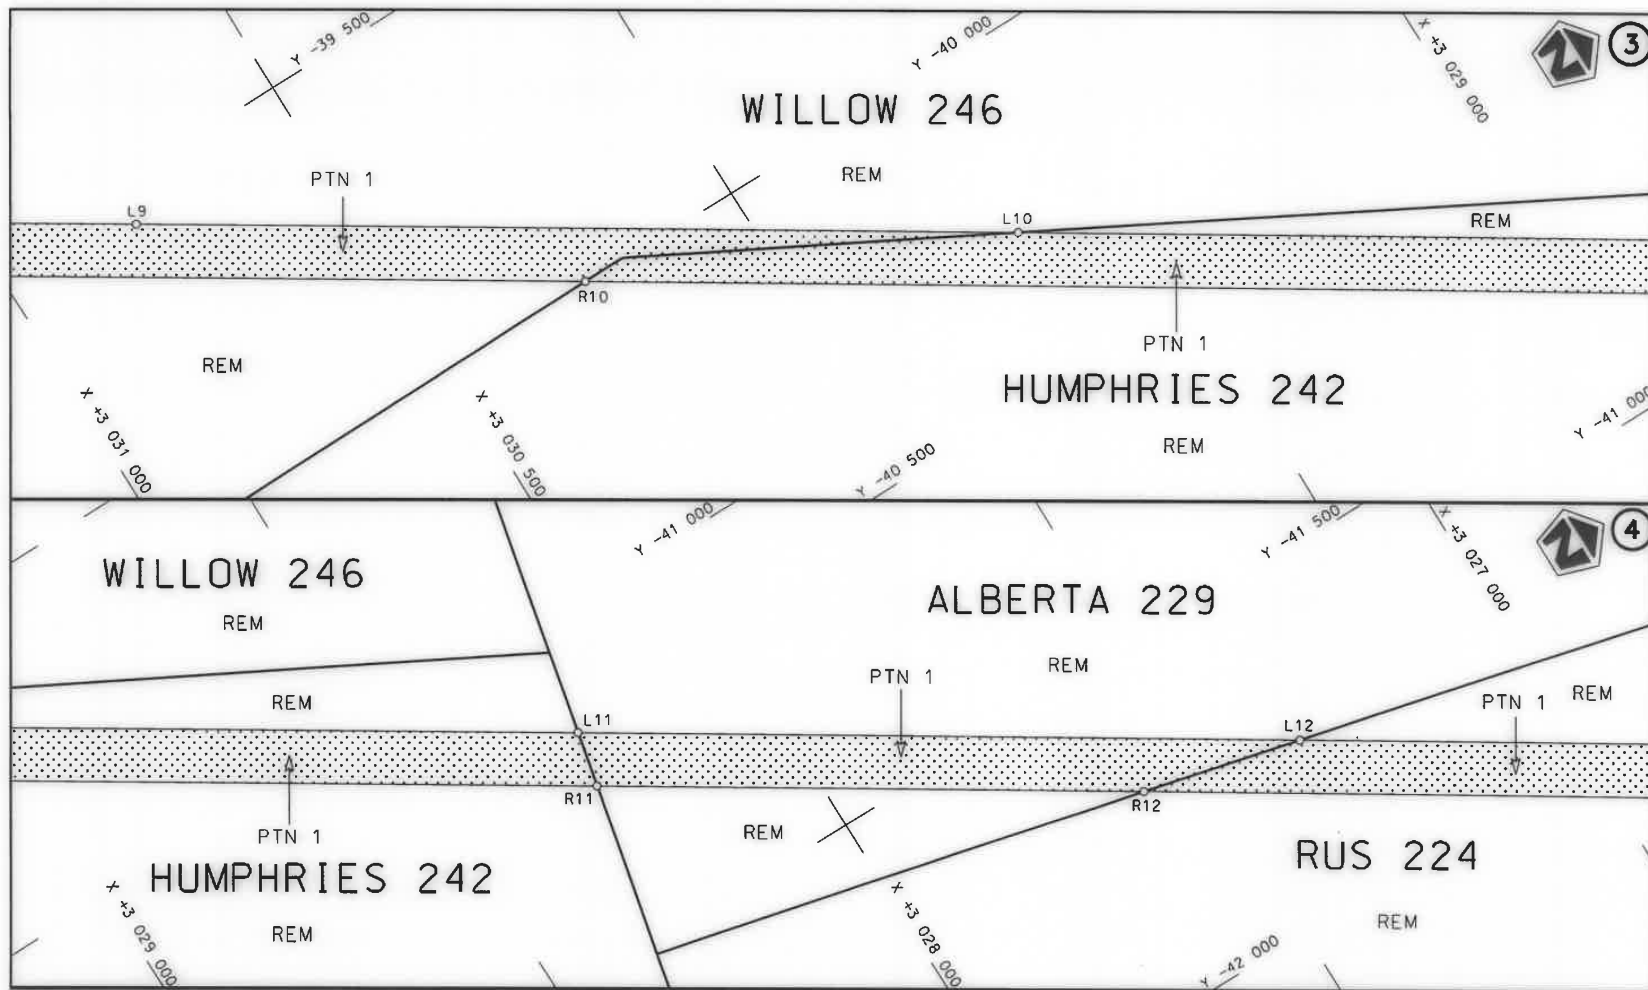 Y -39 500
Y -40 000
X +3 029 000
3
WILLOW 246
REM
PTN 1
L9
L10
REM
R10
PTN 1
REM
HUMPHRIES 242
REM
X +3 031 000
X +3 030 500
Y -40 500
Y -41 000
Y -41 000
Y -41 500
X +3 027 000
4
WILLOW 246
REM
ALBERTA 229
REM
PTN 1
REM
L11
L12
PTN 1
REM
R11
R12
PTN 1
REM
HUMPHRIES 242
REM
RUS 224
REM
X +3 029 000
X +3 028 000
Y -42 000